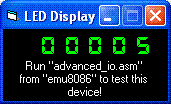 LED Display
00005
Run "advanced_io.asm"
from "emu8086" to test this
device!